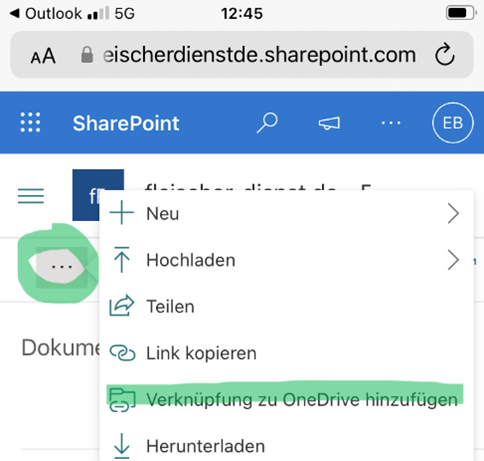 ◀ Outlook 5G 12:45
AA eischerdienstde.sharepoint.com
SharePoint ... EB
fl fleischer-dienst.de
...
Neu
Hochladen
Teilen
Dokume
Link kopieren
Verknüpfung zu OneDrive hinzufügen
Herunterladen